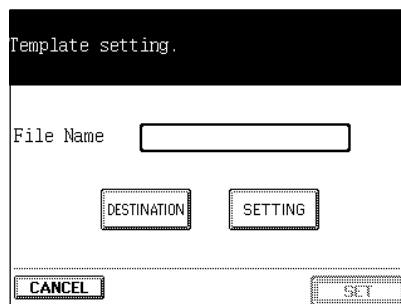 Template setting.
File Name
DESTINATION SETTING
CANCEL SET